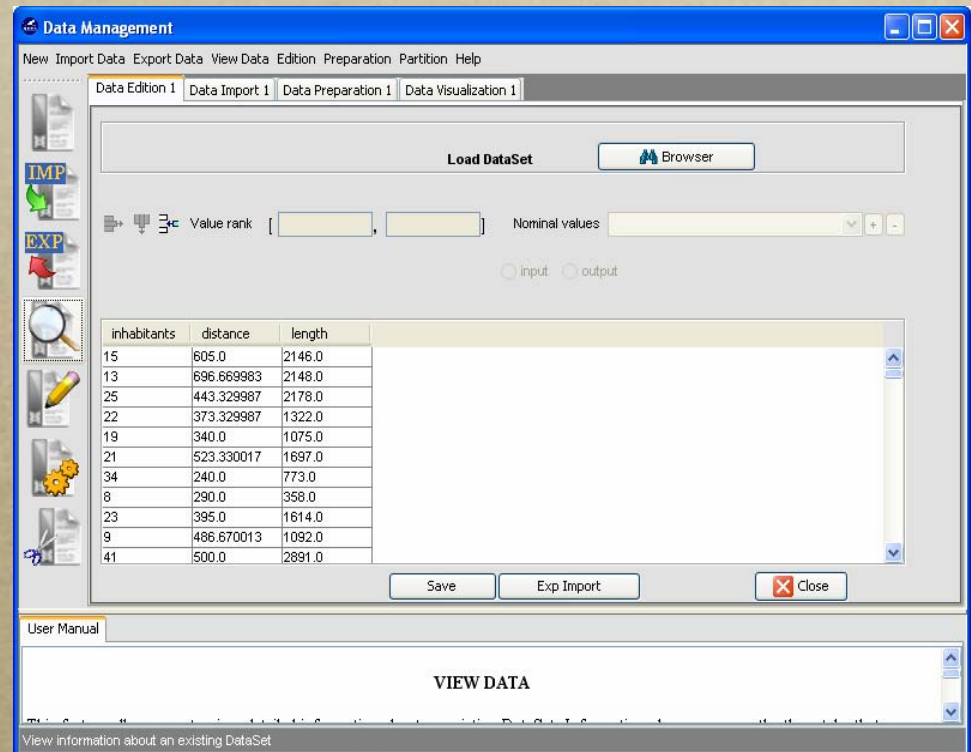 Data Management
New Import Data Export Data View Data Edition Preparation Partition Help
Data Edition 1 Data Import 1 Data Preparation 1 Data Visualization 1
Load DataSet Browser
IMP
Value rank [ , ] Nominal values + -
EXP
input output
inhabitants distance length
15 605.0 2146.0
13 696.669983 2148.0
25 443.329987 2178.0
22 373.329987 1322.0
19 340.0 1075.0
21 523.330017 1697.0
34 240.0 773.0
8 290.0 358.0
23 395.0 1614.0
9 486.670013 1092.0
41 500.0 2891.0
Save Exp Import Close
User Manual
VIEW DATA
View information about an existing DataSet